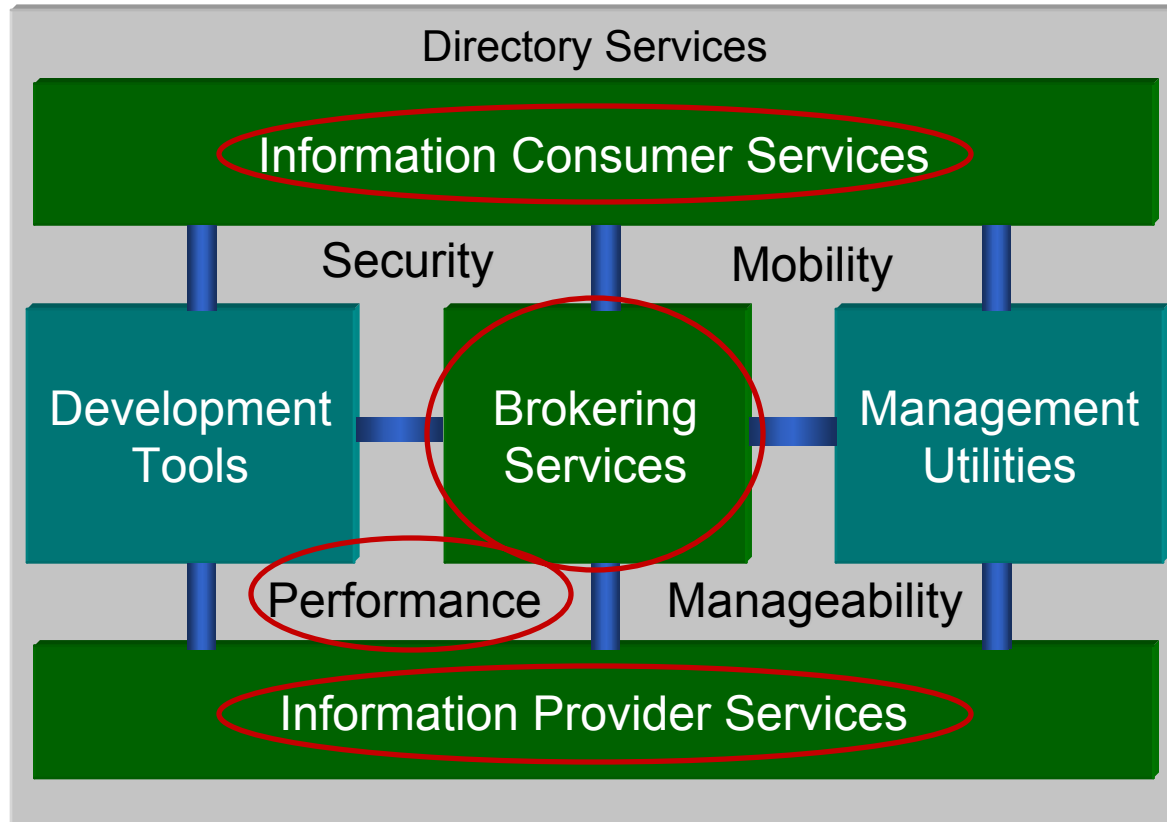 Directory Services
Information Consumer Services
Security
Mobility
Development
Tools
Brokering
Services
Management
Utilities
Performance
Manageability
Information Provider Services